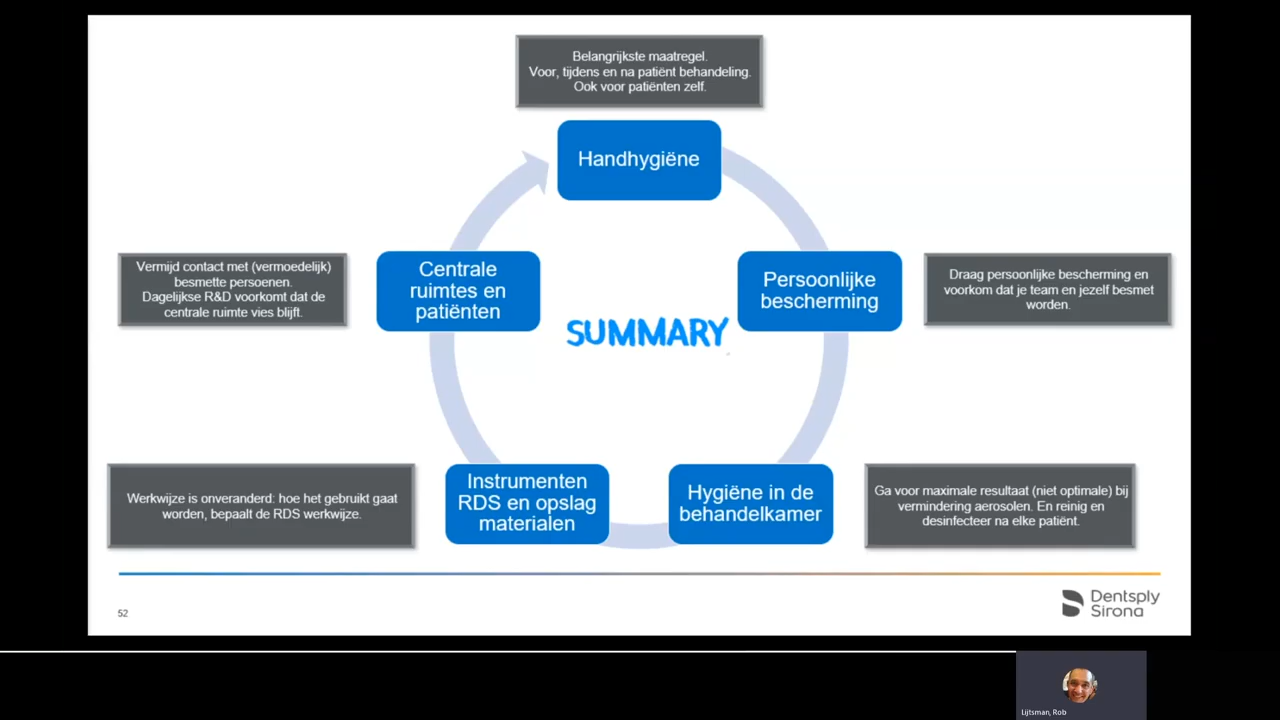 Belangrijkste maatregel.
Voor, tijdens en na patiënt behandeling.
Ook voor patiënten zelf.
Handhygiëne
Persoonlijke
bescherming
Draag persoonlijke bescherming en
voorkom dat je team en jezelf besmet
worden.
Hygiëne in de
behandelkamer
Ga voor maximale resultaat (niet optimale) bij
vermindering aerosolen. En reinig en
desinfecteer na elke patiënt.
Instrumenten
RDS en opslag
materialen
Werkwijze is onveranderd: hoe het gebruikt gaat
worden, bepaalt de RDS werkwijze.
Centrale
ruimtes en
patiënten
Vermijd contact met (vermoedelijk)
besmette persoenen.
Dagelijkse R&D voorkomt dat de
centrale ruimte vies blijft.
SUMMARY
52
Dentsply
Sirona
Lijtsman, Rob